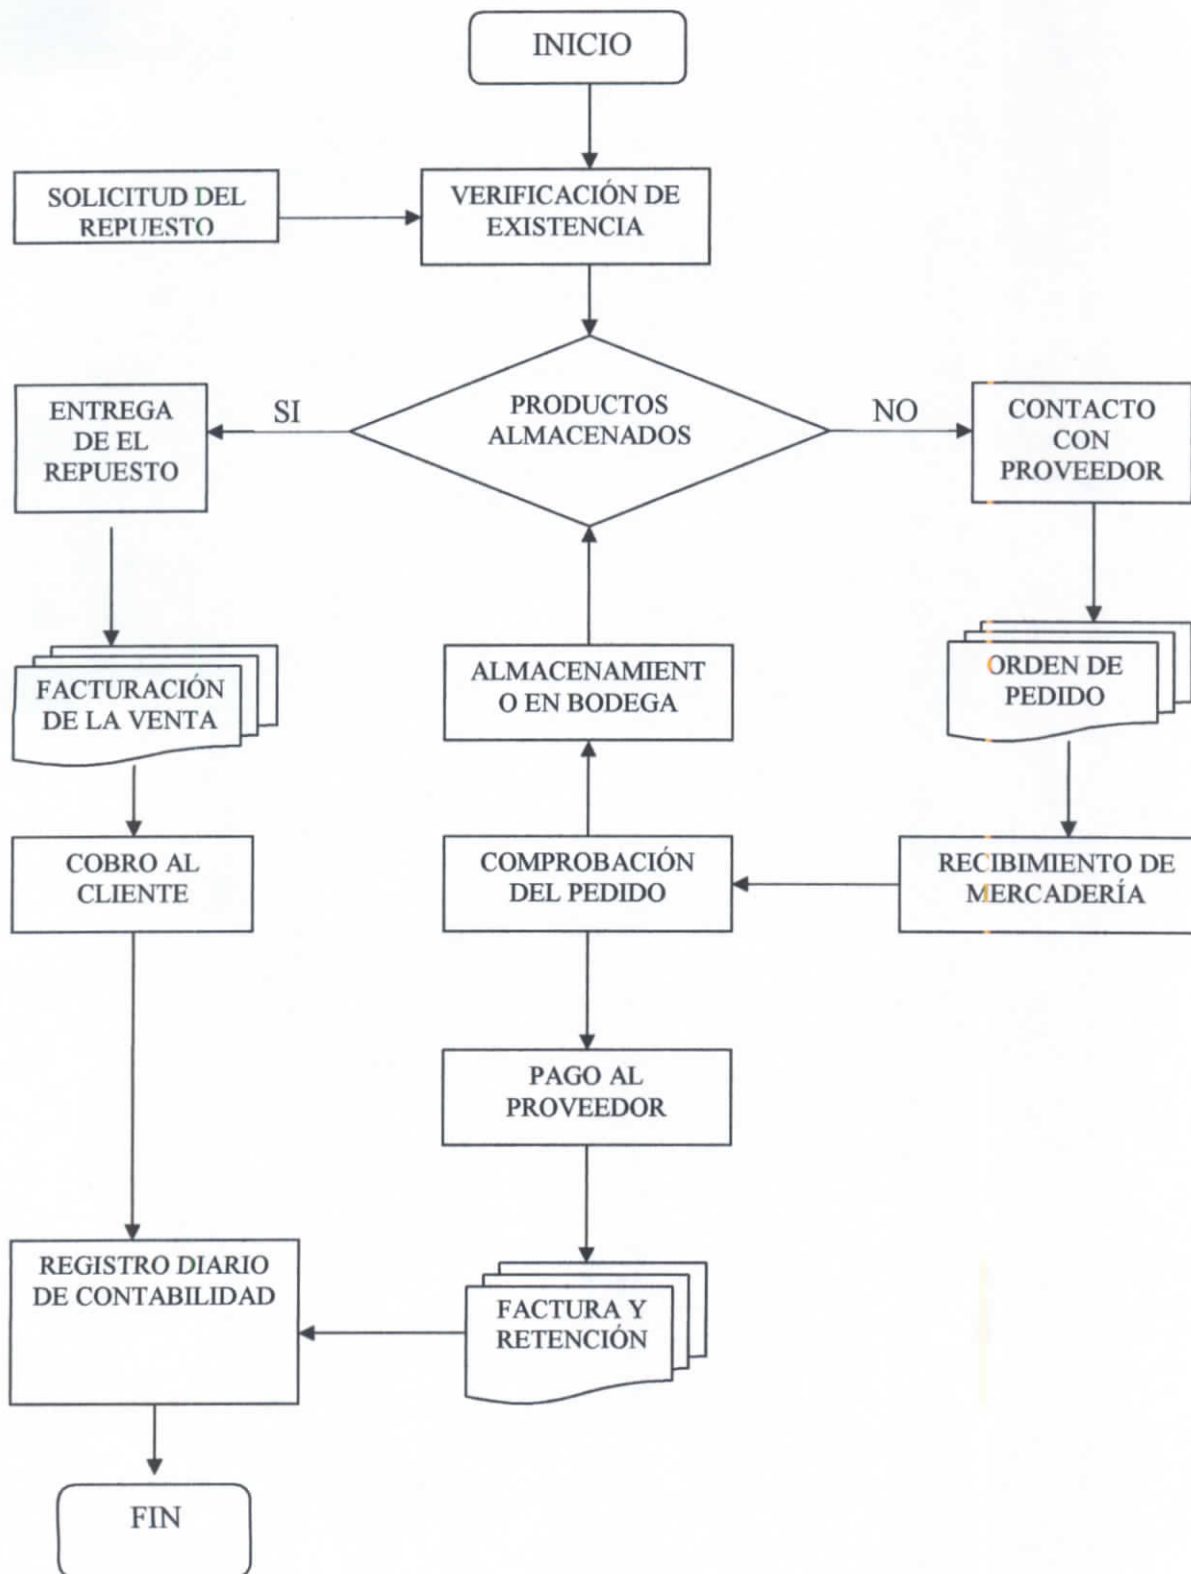 INICIO
SOLICITUD DEL
REPUESTO
VERIFICACIÓN DE
EXISTENCIA
ENTREGA
DE EL
REPUESTO
SI
PRODUCTOS
ALMACENADOS
NO
CONTACTO
CON
PROVEEDOR
FACTURACIÓN
DE LA VENTA
ALMACENAMIENT
O EN BODEGA
ORDEN DE
PEDIDO
COBRO AL
CLIENTE
COMPROBACIÓN
DEL PEDIDO
RECIBIMIENTO DE
MERCADERÍA
PAGO AL
PROVEEDOR
REGISTRO DIARIO
DE CONTABILIDAD
FACTURA Y
RETENCIÓN
FIN